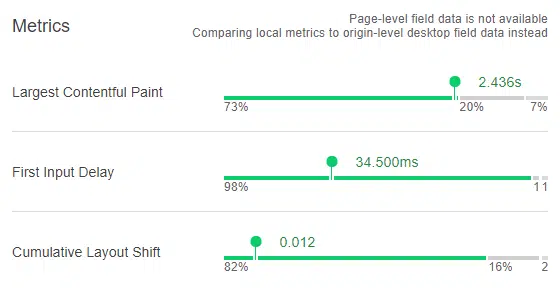 Metrics
Page-level field data is not available
Comparing local metrics to origin-level desktop field data instead
Largest Contentful Paint
2.436s
73% 20% 7%
First Input Delay
34.500ms
98% 1 1
Cumulative Layout Shift
0.012
82% 16% 2